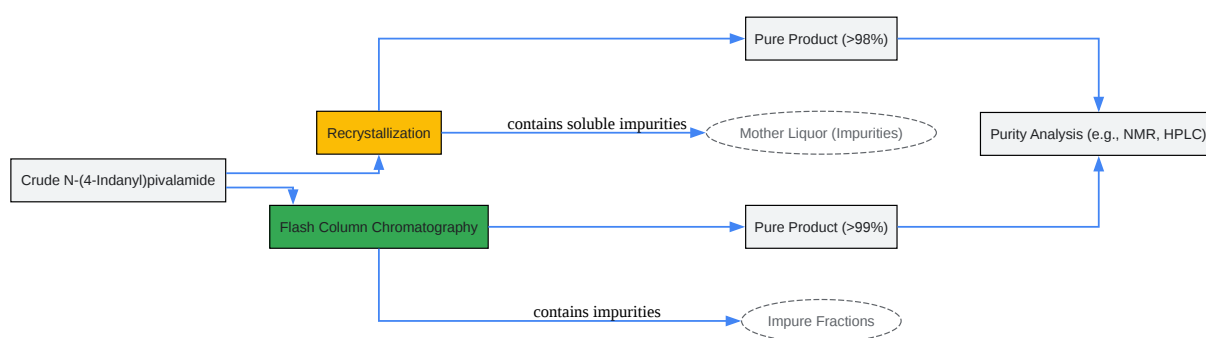 Pure Product (>98%)
Recrystallization
contains soluble impurities
Mother Liquor (Impurities)
Purity Analysis (e.g., NMR, HPLC)
Crude N-(4-Indanyl)pivalamide
Flash Column Chromatography
Pure Product (>99%)
contains impurities
Impure Fractions